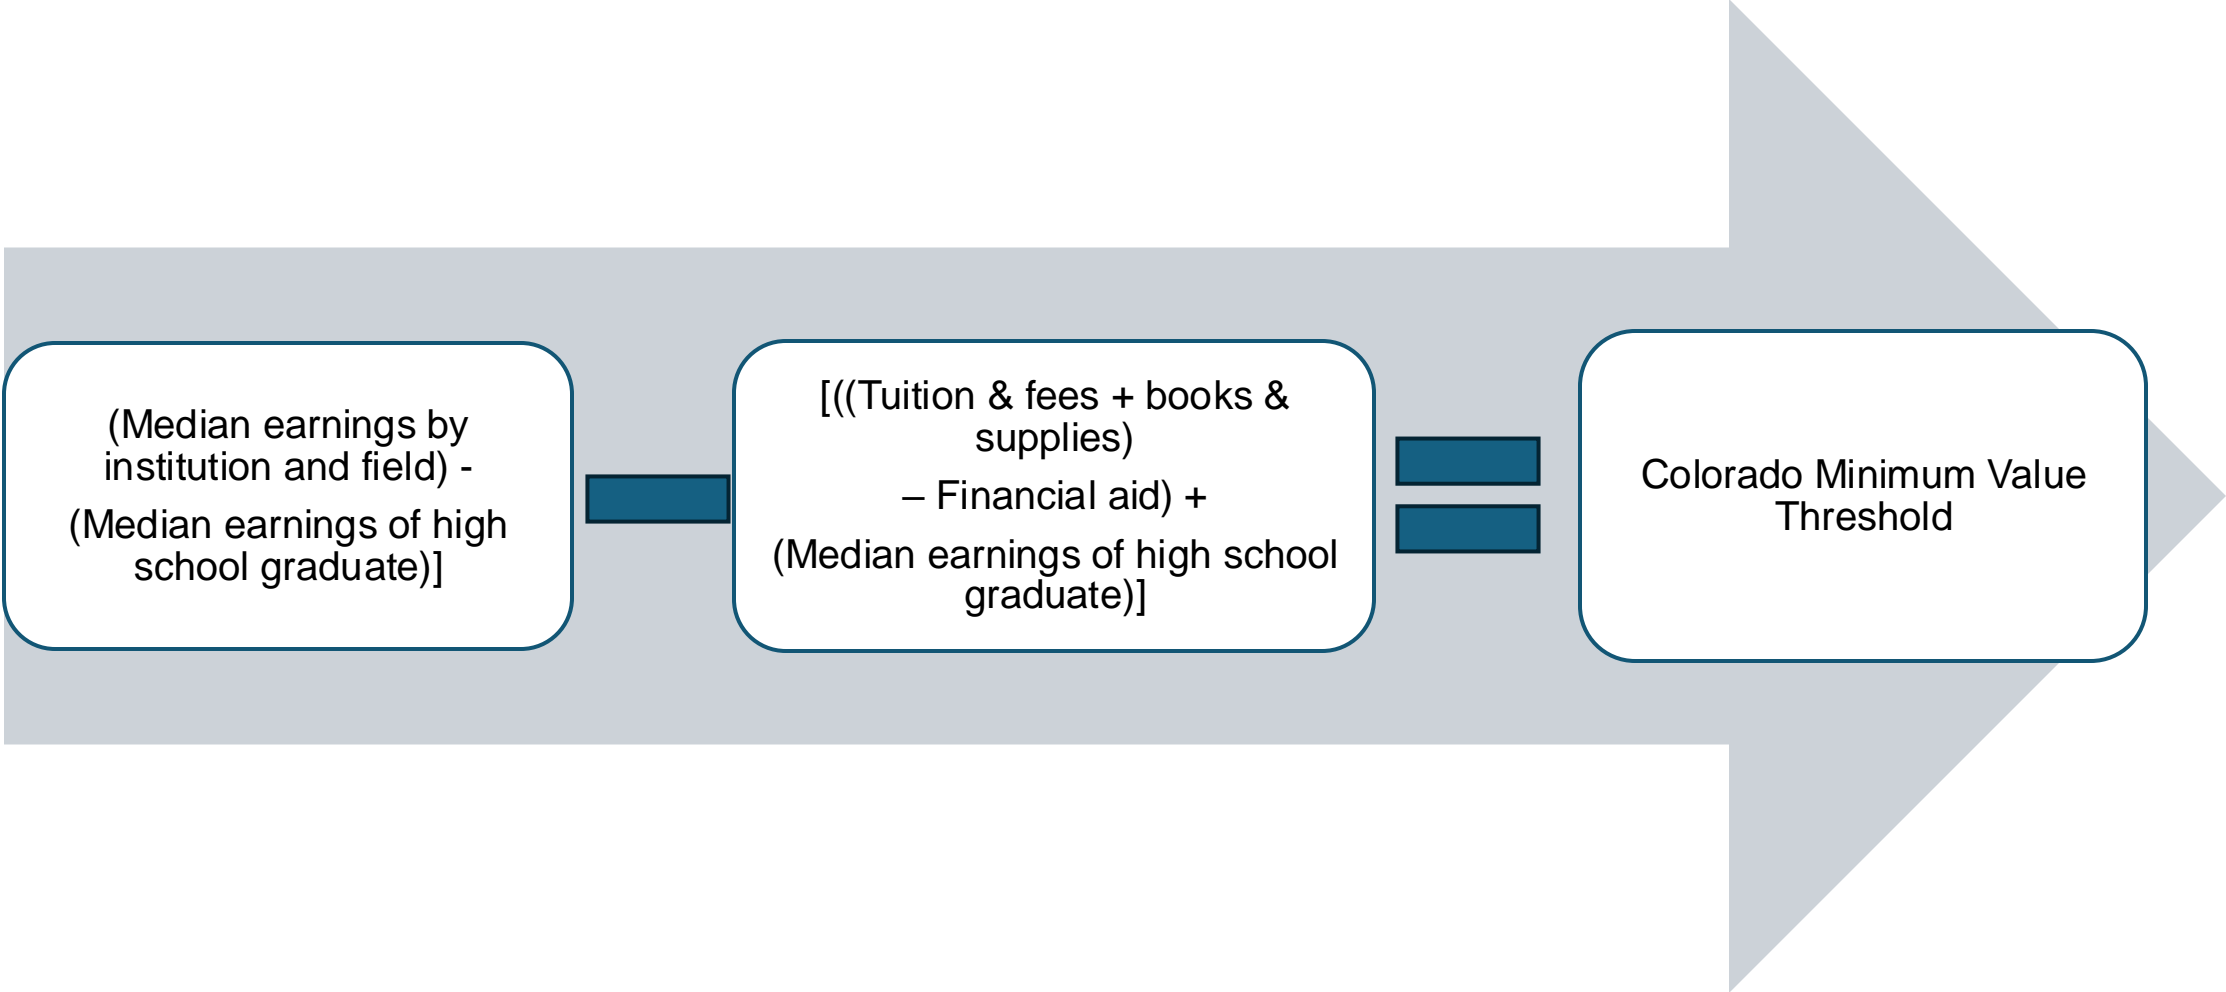 (Median earnings by
institution and field) -
(Median earnings of high
school graduate)]
[((Tuition & fees + books &
supplies)
– Financial aid) +
(Median earnings of high school
graduate)]
Colorado Minimum Value
Threshold